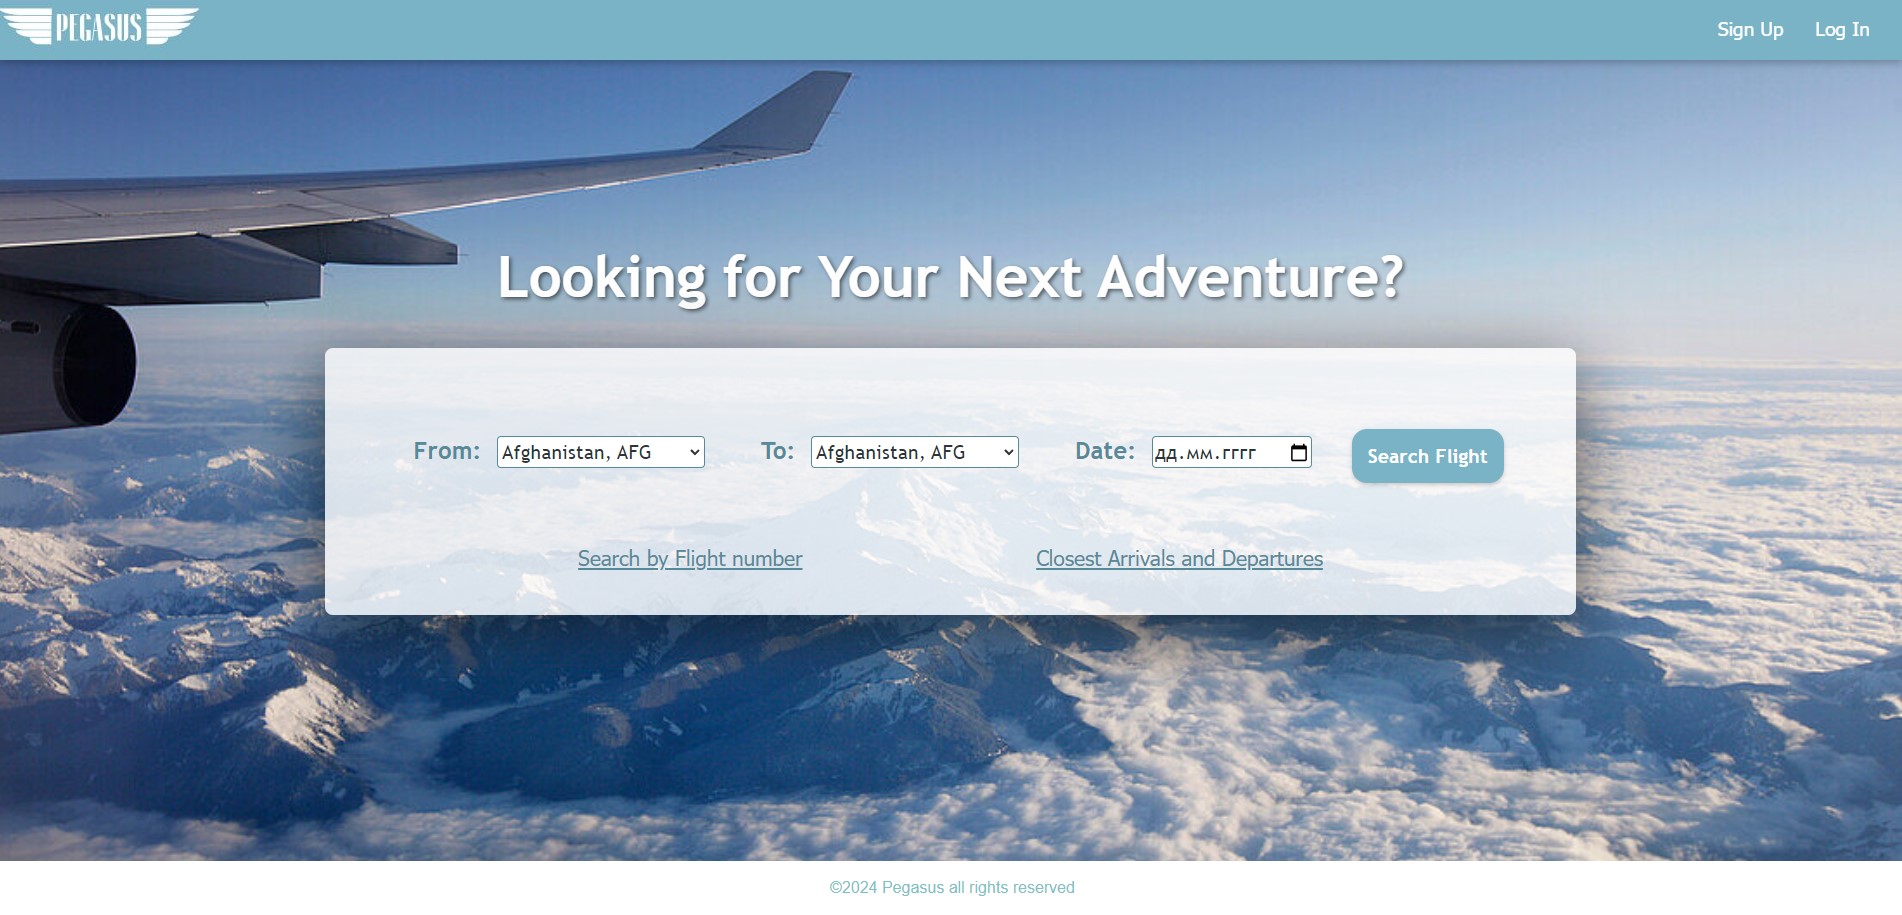 PEGASUS
Sign Up Log In
Looking for Your Next Adventure?
From: Afghanistan, AFG To: Afghanistan, AFG Date: дд.мм.гггг Search Flight
Search by Flight number Closest Arrivals and Departures
©2024 Pegasus all rights reserved